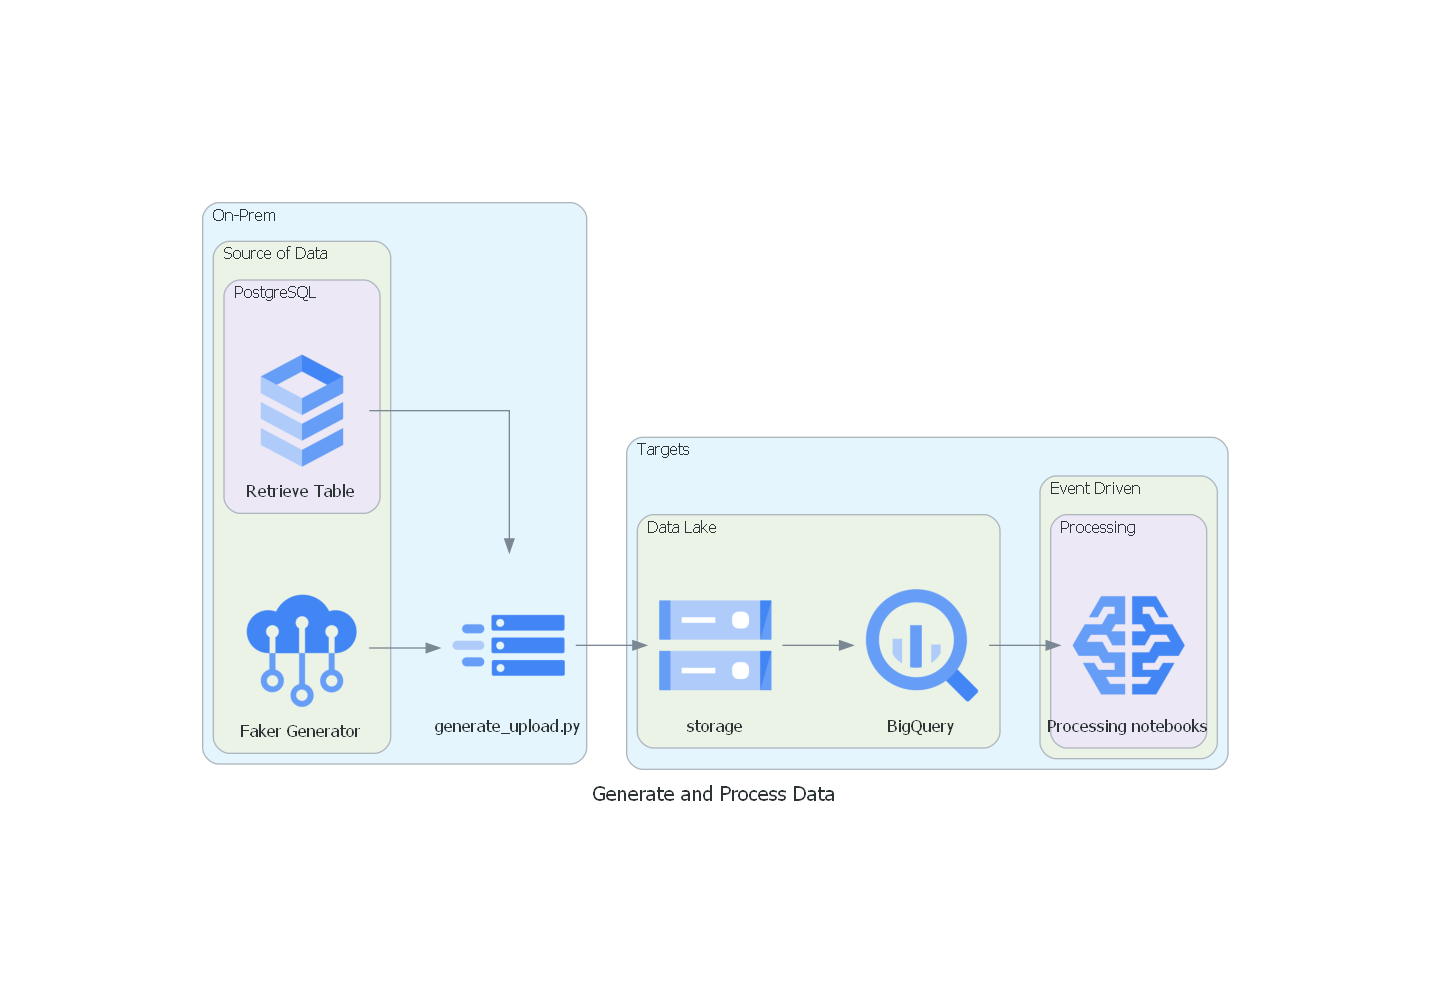 On-Prem
Source of Data
PostgreSQL
Retrieve Table
Faker Generator
generate_upload.py
Targets
Data Lake
storage
BigQuery
Event Driven
Processing
Processing notebooks
Generate and Process Data